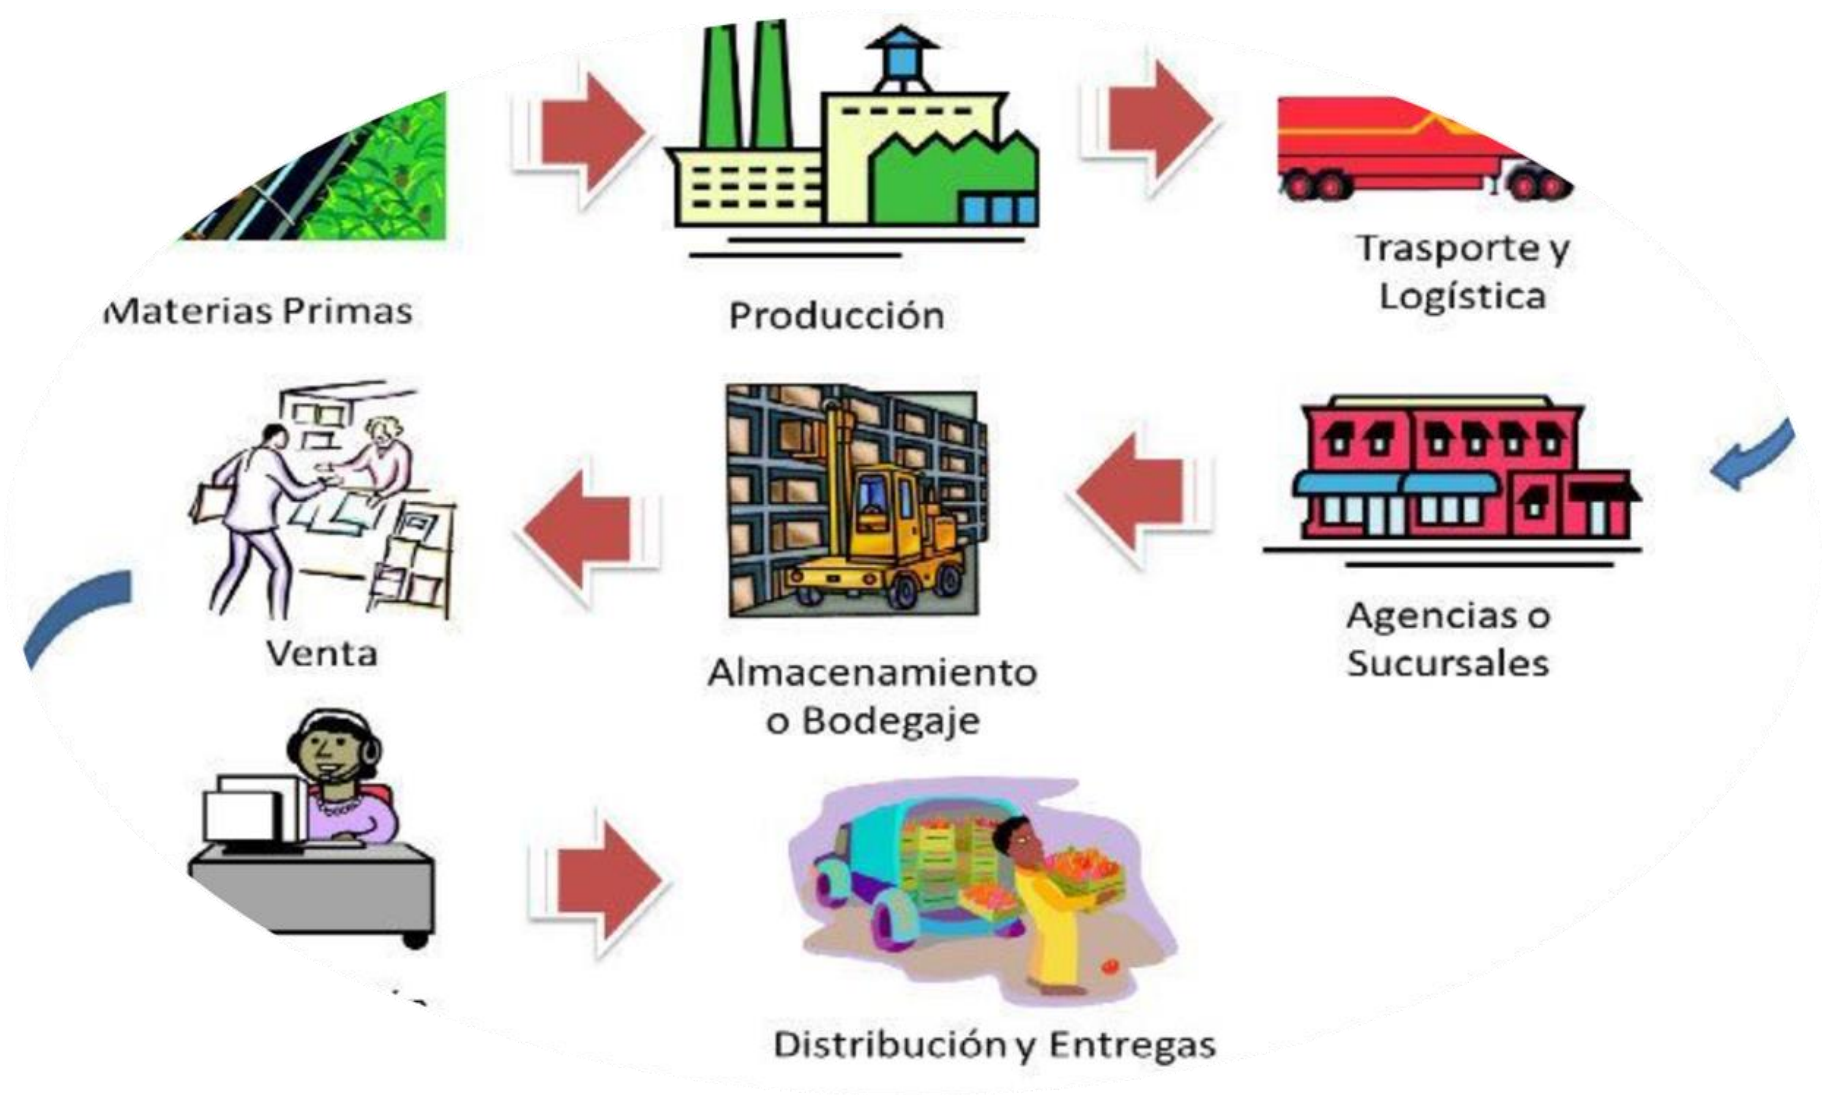 Materias Primas
Producción
Trasporte y
Logística
Venta
Almacenamiento
o Bodegaje
Agencias o
Sucursales
Distribución y Entregas